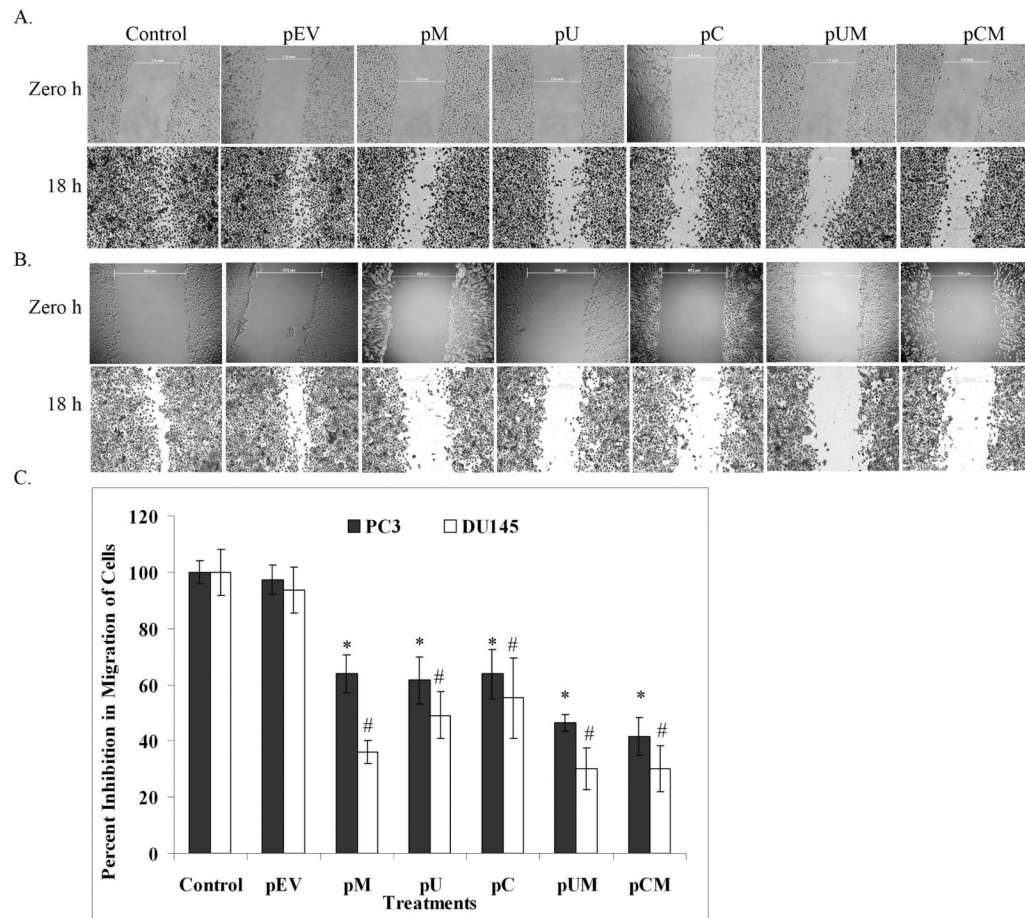 A.
Control pEV pM pU pC pUM pCM
Zero h
18 h
B.
Zero h
18 h
C.
120
100
80
60
40
20
0
Percent Inhibition in Migration of Cells
PC3 DU145
* * * * *
# # # # #
Control pEV pM pU pC pUM pCM
Treatments